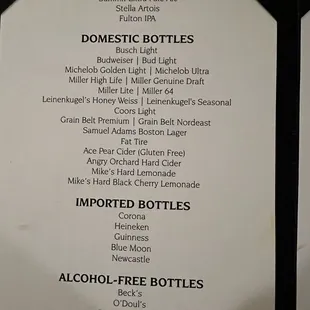 Stella Artois
Fulton IPA
DOMESTIC BOTTLES
Busch Light
Budweiser | Bud Light
Michelob Golden Light | Michelob Ultra
Miller High Life | Miller Genuine Draft
Miller Lite | Miller 64
Leinenkugel's Honey Weiss | Leinenkugel's Seasonal
Coors Light
Grain Belt Premium | Grain Belt Nordeast
Samuel Adams Boston Lager
Fat Tire
Ace Pear Cider (Gluten Free)
Angry Orchard Hard Cider
Mike's Hard Lemonade
Mike's Hard Black Cherry Lemonade
IMPORTED BOTTLES
Corona
Heineken
Guinness
Blue Moon
Newcastle
ALCOHOL-FREE BOTTLES
Beck's
O'Doul's